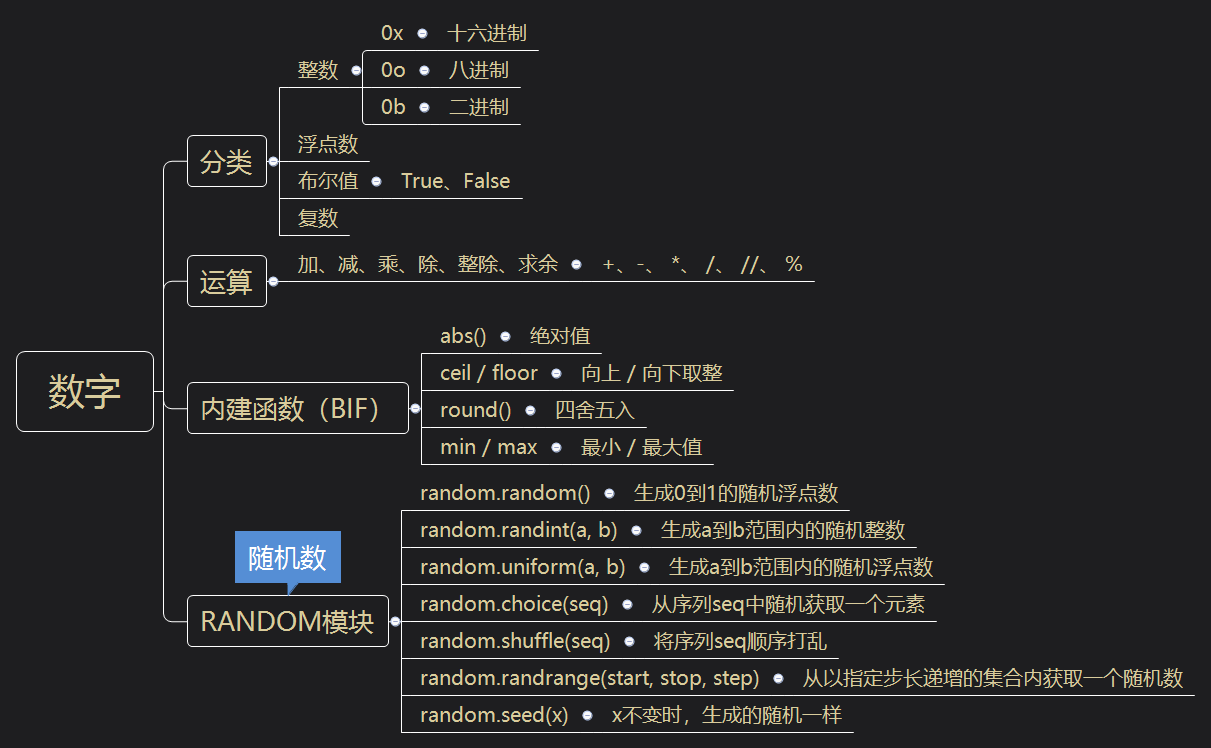 数字
分类
整数
0x 十六进制
0o 八进制
0b 二进制
浮点数
布尔值 True、False
复数
运算
加、减、乘、除、整除、求余 +、-、 *、 /、 //、 %
内建函数（BIF）
abs() 绝对值
ceil / floor 向上 / 向下取整
round() 四舍五入
min / max 最小 / 最大值
随机数
RANDOM模块
random.random() 生成0到1的随机浮点数
random.randint(a, b) 生成a到b范围内的随机整数
random.uniform(a, b) 生成a到b范围内的随机浮点数
random.choice(seq) 从序列seq中随机获取一个元素
random.shuffle(seq) 将序列seq顺序打乱
random.randrange(start, stop, step) 从以指定步长递增的集合内获取一个随机数
random.seed(x) x不变时，生成的随机一样